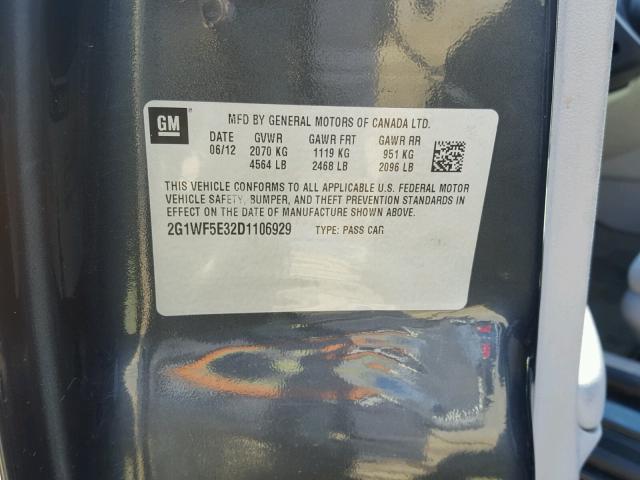 GM
MFD BY GENERAL MOTORS OF CANADA LTD.
DATE GVWR GAWR FRT GAWR RR
06/12 2070 KG 1119 KG 951 KG
4564 LB 2468 LB 2096 LB
THIS VEHICLE CONFORMS TO ALL APPLICABLE U.S. FEDERAL MOTOR
VEHICLE SAFETY, BUMPER, AND THEFT PREVENTION STANDARDS IN
EFFECT ON THE DATE OF MANUFACTURE SHOWN ABOVE.
2G1WF5E32D1106929 TYPE: PASS CAR